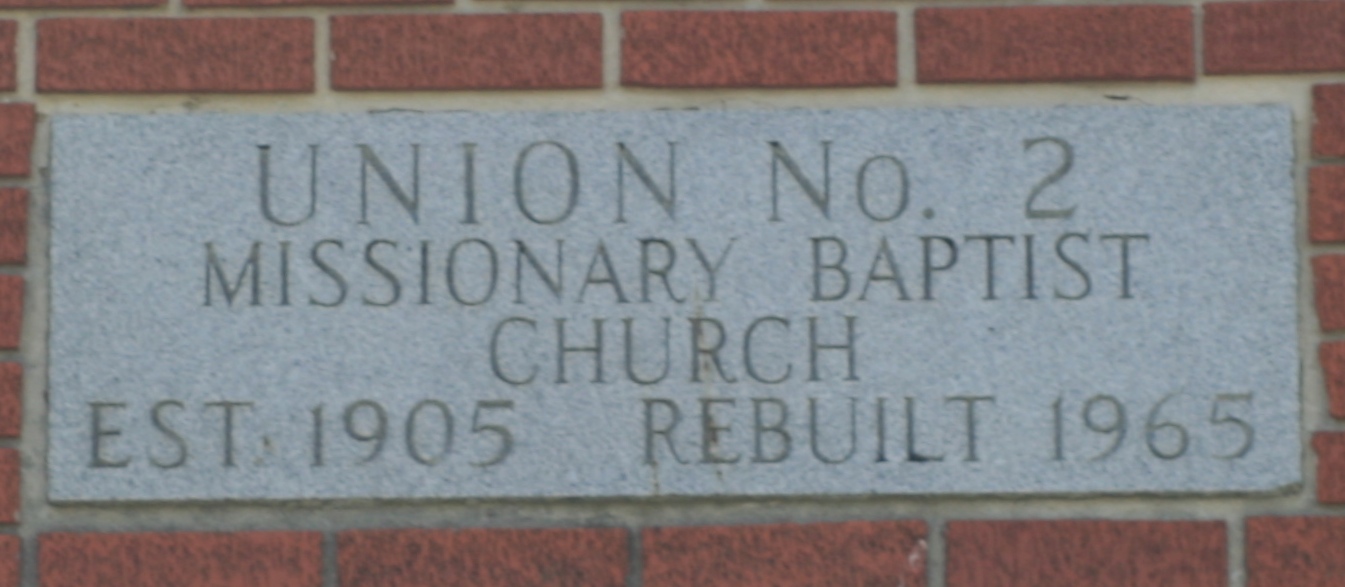 UNION No. 2
MISSIONARY BAPTIST
CHURCH
EST. 1905 REBUILT 1965